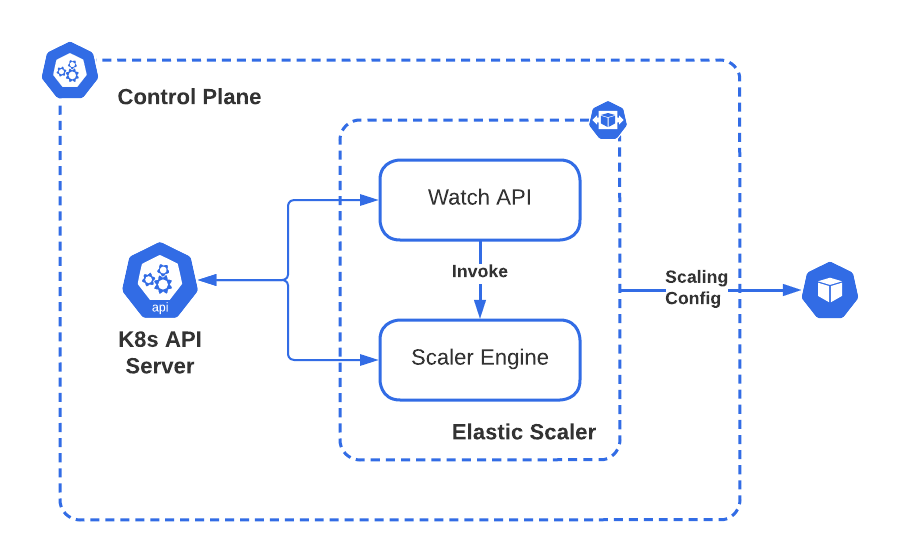 Control Plane
Watch API
Invoke
Scaling
Config
api
K8s API
Server
Scaler Engine
Elastic Scaler